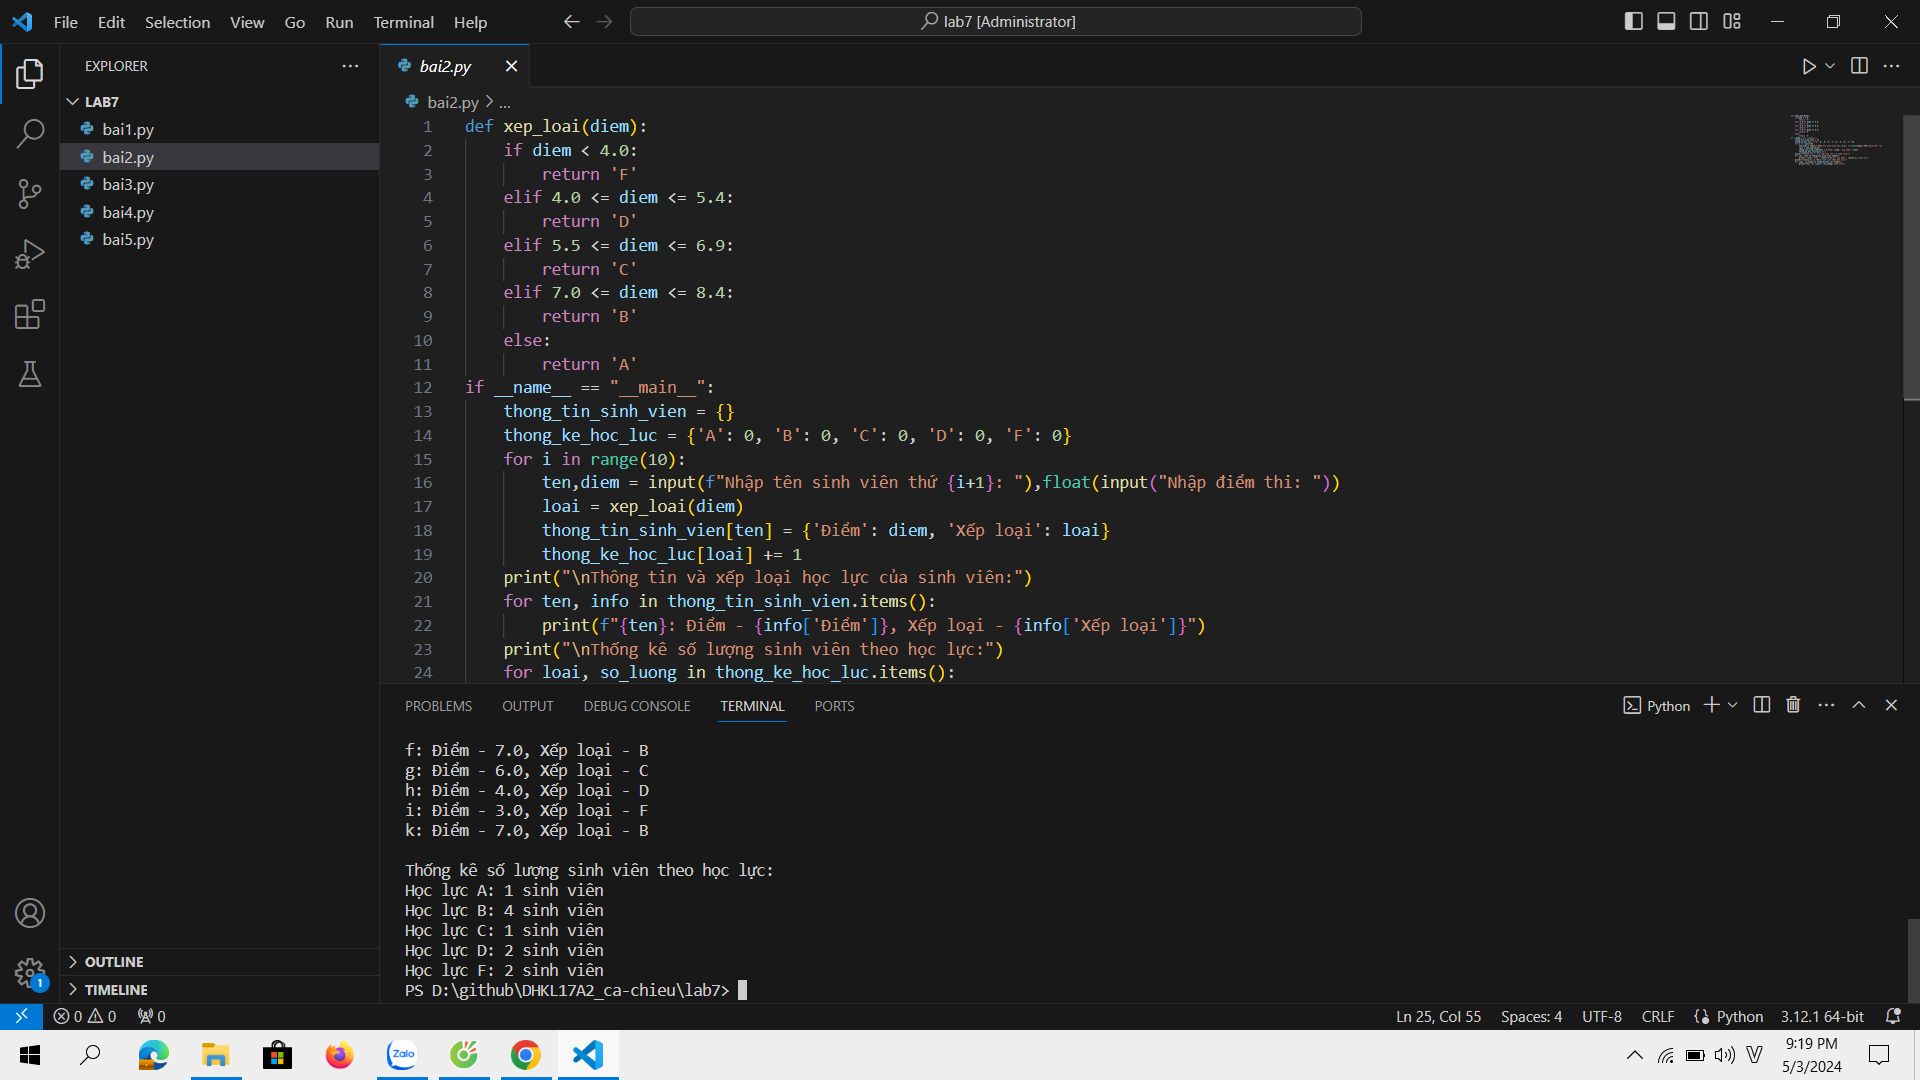 File Edit Selection View Go Run Terminal Help
lab7 [Administrator]
EXPLORER
LAB7
bai1.py
bai2.py
bai3.py
bai4.py
bai5.py
OUTLINE
TIMELINE
bai2.py
bai2.py > ...
1 def xep_loai(diem):
2     if diem < 4.0:
3         return 'F'
4     elif 4.0 <= diem <= 5.4:
5         return 'D'
6     elif 5.5 <= diem <= 6.9:
7         return 'C'
8     elif 7.0 <= diem <= 8.4:
9         return 'B'
10     else:
11         return 'A'
12 if __name__ == "__main__":
13     thong_tin_sinh_vien = {}
14     thong_ke_hoc_luc = {'A': 0, 'B': 0, 'C': 0, 'D': 0, 'F': 0}
15     for i in range(10):
16         ten,diem = input(f"Nhập tên sinh viên thứ {i+1}: "),float(input("Nhập điểm thi: "))
17         loai = xep_loai(diem)
18         thong_tin_sinh_vien[ten] = {'Điểm': diem, 'Xếp loại': loai}
19         thong_ke_hoc_luc[loai] += 1
20     print("\nThông tin và xếp loại học lực của sinh viên:")
21     for ten, info in thong_tin_sinh_vien.items():
22         print(f"{ten}: Điểm - {info['Điểm']}, Xếp loại - {info['Xếp loại']}")
23     print("\nThống kê số lượng sinh viên theo học lực:")
24     for loai, so_luong in thong_ke_hoc_luc.items():
PROBLEMS OUTPUT DEBUG CONSOLE TERMINAL PORTS
Python
f: Điểm - 7.0, Xếp loại - B
g: Điểm - 6.0, Xếp loại - C
h: Điểm - 4.0, Xếp loại - D
i: Điểm - 3.0, Xếp loại - F
k: Điểm - 7.0, Xếp loại - B
Thống kê số lượng sinh viên theo học lực:
Học lực A: 1 sinh viên
Học lực B: 4 sinh viên
Học lực C: 1 sinh viên
Học lực D: 2 sinh viên
Học lực F: 2 sinh viên
PS D:\github\DHKL17A2_ca-chieu\lab7>
1
0 0 0
Ln 25, Col 55 Spaces: 4 UTF-8 CRLF Python 3.12.1 64-bit
Zalo
V
9:19 PM
5/3/2024